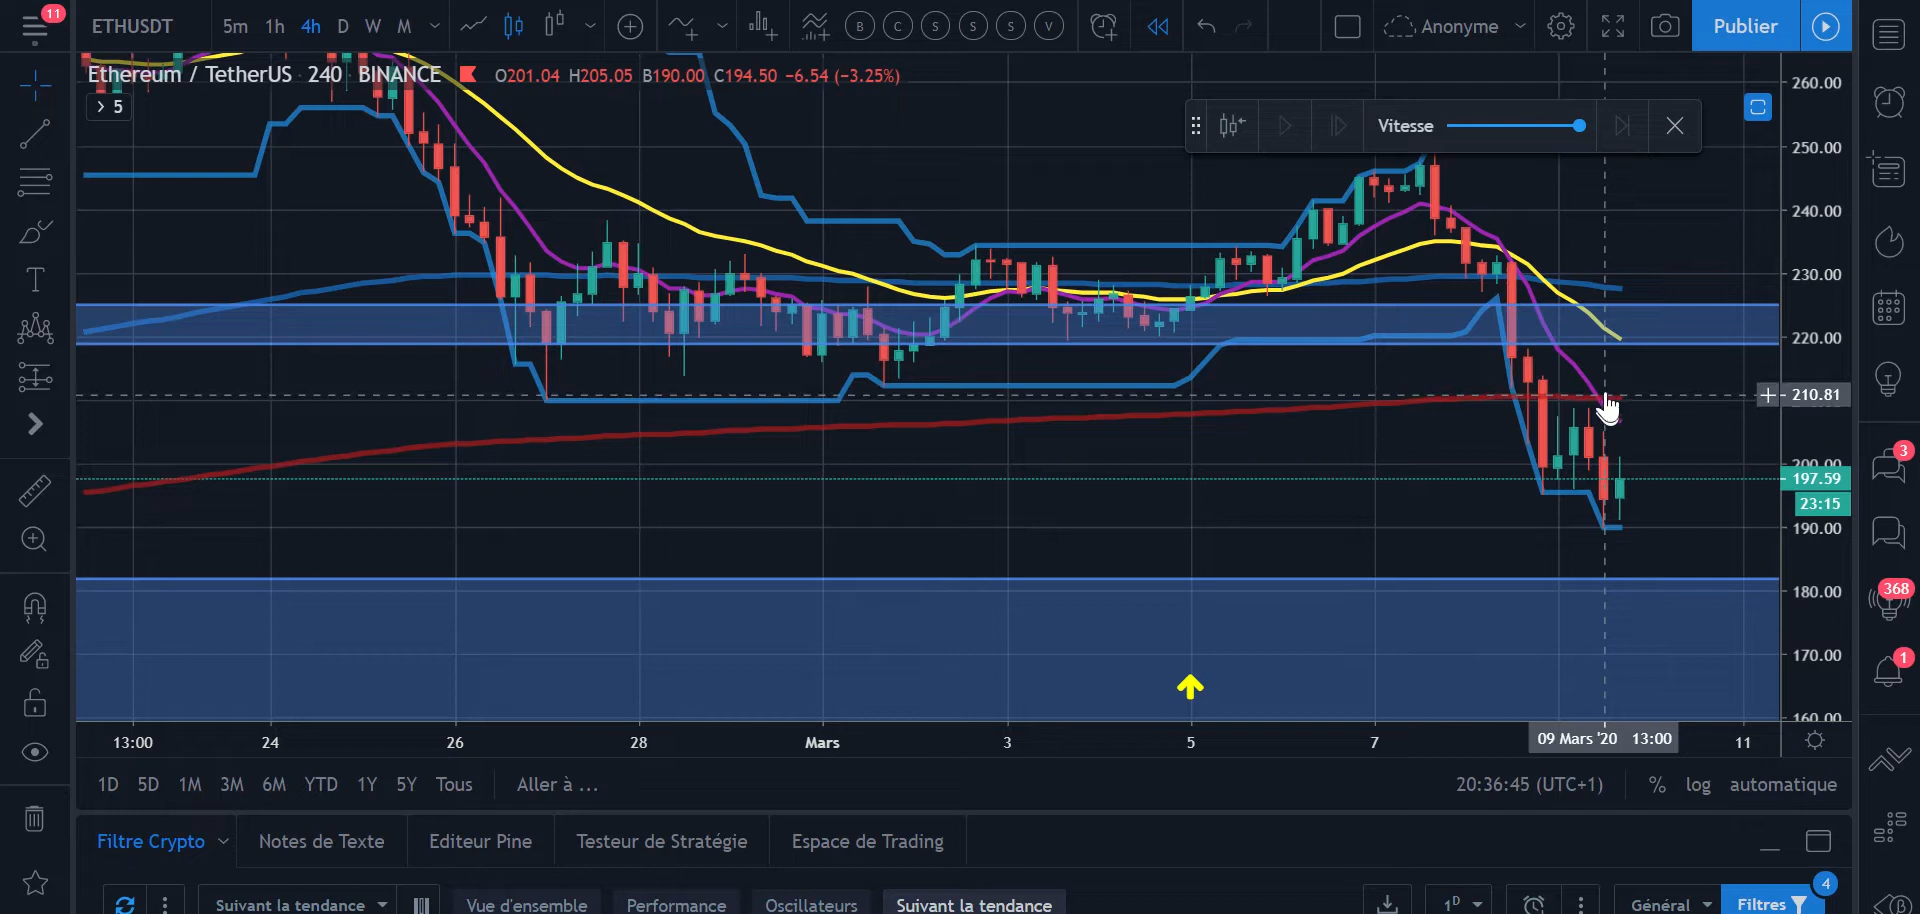 11
ETHUSDT 5m 1h 4h D W M B C S S S V Anonyme Publier
Ethereum / TetherUS 240 BINANCE O201.04 H205.05 B190.00 C194.50 −6.54 (−3.25%)
5
Vitesse
260.00
250.00
240.00
230.00
220.00
210.81
200.00
197.59
23:15
190.00
180.00
170.00
160.00
3
368
1
13:00 24 26 28 Mars 3 5 7 09 Mars '20 13:00 11
1D 5D 1M 3M 6M YTD 1Y 5Y Tous Aller à ... 20:36:45 (UTC+1) % log automatique
Filtre Crypto Notes de Texte Editeur Pine Testeur de Stratégie Espace de Trading
Suivant la tendance Vue d'ensemble Performance Oscillateurs Suivant la tendance 1D Général Filtres 4